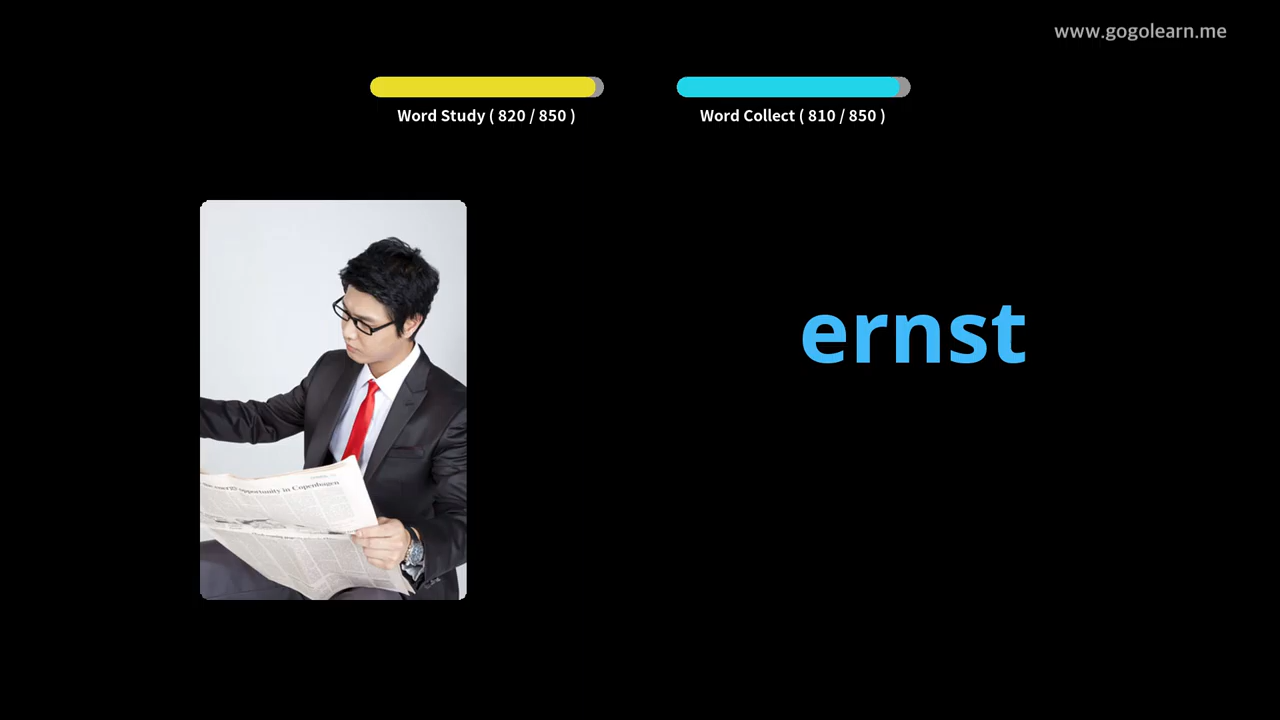 www.gogolearn.me
Word Study ( 820 / 850 )
Word Collect ( 810 / 850 )
ernst
opportunity in Copenhagen